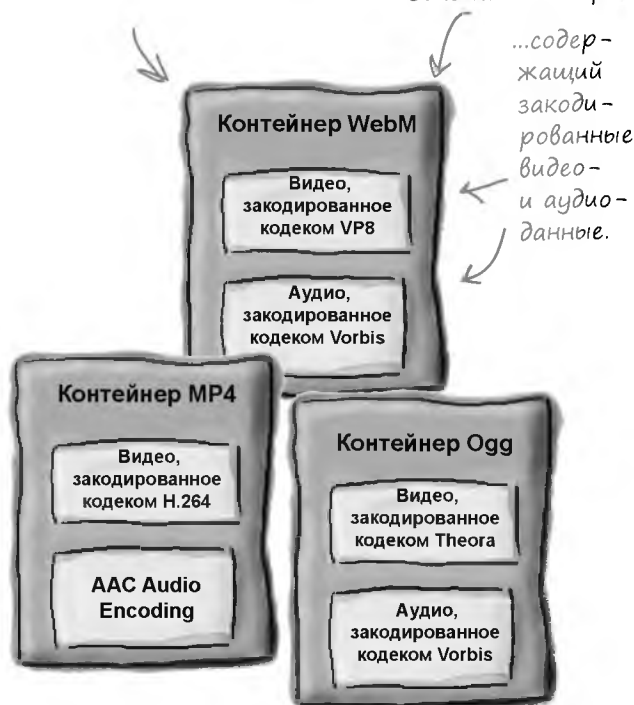 ...содер-
жащий
закоди-
рованные
видео-
и аудио-
данные.
Контейнер WebM
Видео,
закодированное
кодеком VP8
Аудио,
закодированное
кодеком Vorbis
Контейнер MP4
Видео,
закодированное
кодеком H.264
AAC Audio
Encoding
Контейнер Ogg
Видео,
закодированное
кодеком Theora
Аудио,
закодированное
кодеком Vorbis